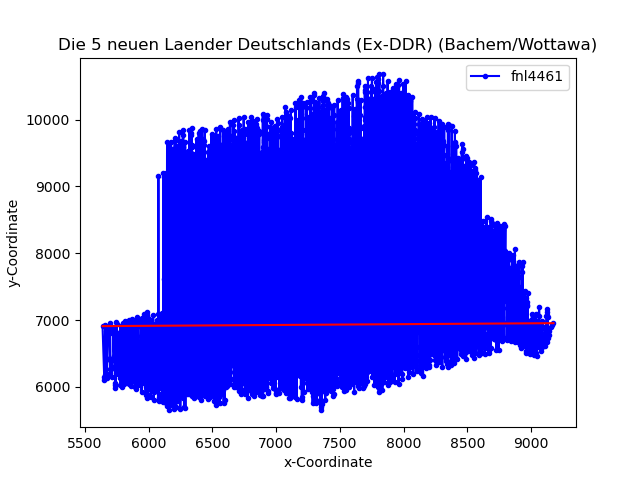 Die 5 neuen Laender Deutschlands (Ex-DDR) (Bachem/Wottawa)
fnl4461
10000
9000
8000
7000
6000
y-Coordinate
5500 6000 6500 7000 7500 8000 8500 9000
x-Coordinate